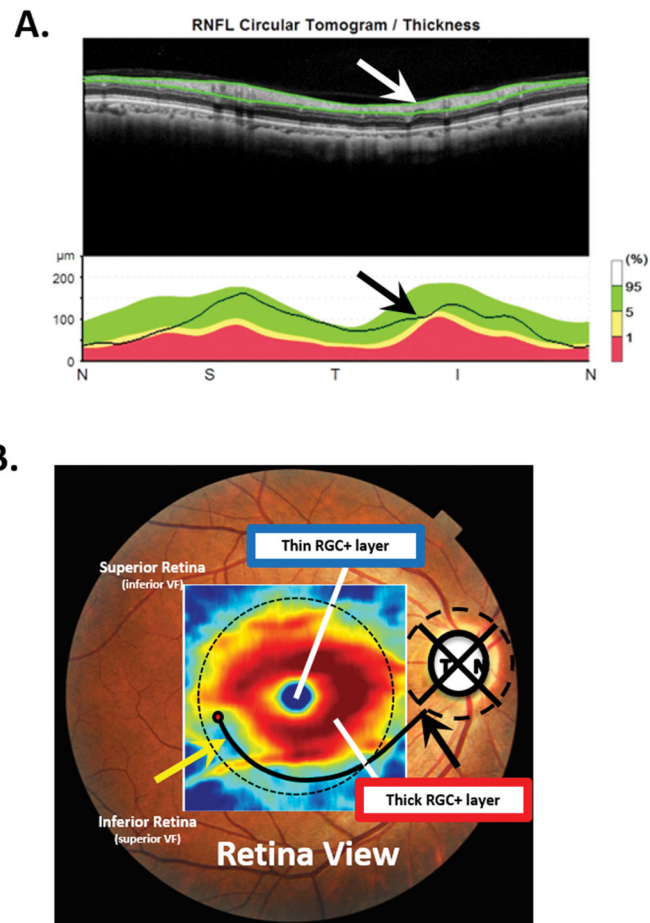 A.
RNFL Circular Tomogram / Thickness
µm
200
100
0
(%)
95
5
1
N S T I N
B.
Thin RGC+ layer
Superior Retina
(inferior VF)
T N
Thick RGC+ layer
Inferior Retina
(superior VF)
Retina View